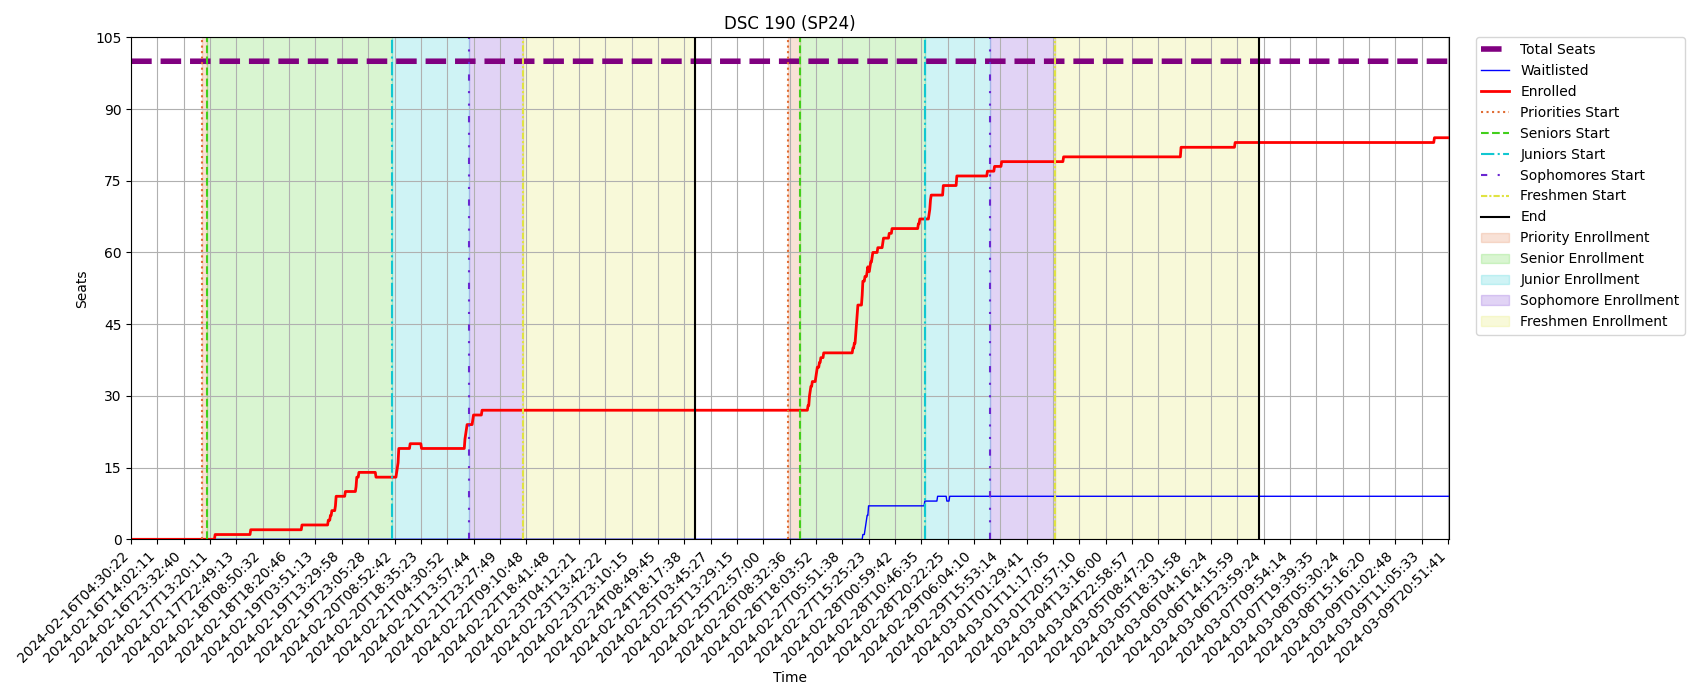 DSC 190 (SP24)
105
90
75
60
45
30
15
0
Seats
2024-02-16T04:30:22
2024-02-16T14:02:11
2024-02-16T23:32:40
2024-02-17T13:20:11
2024-02-17T22:49:13
2024-02-18T08:50:32
2024-02-18T18:20:46
2024-02-19T03:51:13
2024-02-19T13:29:58
2024-02-19T23:05:28
2024-02-20T08:52:42
2024-02-20T18:35:23
2024-02-21T04:30:52
2024-02-21T13:57:44
2024-02-21T23:27:49
2024-02-22T09:10:48
2024-02-22T18:41:48
2024-02-23T04:12:21
2024-02-23T13:42:22
2024-02-23T23:10:15
2024-02-24T08:49:45
2024-02-24T18:17:38
2024-02-25T03:45:27
2024-02-25T13:29:15
2024-02-25T22:57:00
2024-02-26T08:32:36
2024-02-26T18:03:52
2024-02-27T05:51:38
2024-02-27T15:25:23
2024-02-28T00:59:42
2024-02-28T10:46:35
2024-02-28T20:22:25
2024-02-29T06:04:10
2024-02-29T15:53:14
2024-03-01T01:29:41
2024-03-01T11:17:05
2024-03-01T20:57:10
2024-03-04T13:16:00
2024-03-04T22:58:57
2024-03-05T08:47:20
2024-03-05T18:31:58
2024-03-06T04:16:24
2024-03-06T14:15:59
2024-03-06T23:59:24
2024-03-07T09:54:14
2024-03-07T19:39:35
2024-03-08T05:30:24
2024-03-08T15:16:20
2024-03-09T01:02:48
2024-03-09T11:05:33
2024-03-09T20:51:41
Time
Total Seats
Waitlisted
Enrolled
Priorities Start
Seniors Start
Juniors Start
Sophomores Start
Freshmen Start
End
Priority Enrollment
Senior Enrollment
Junior Enrollment
Sophomore Enrollment
Freshmen Enrollment